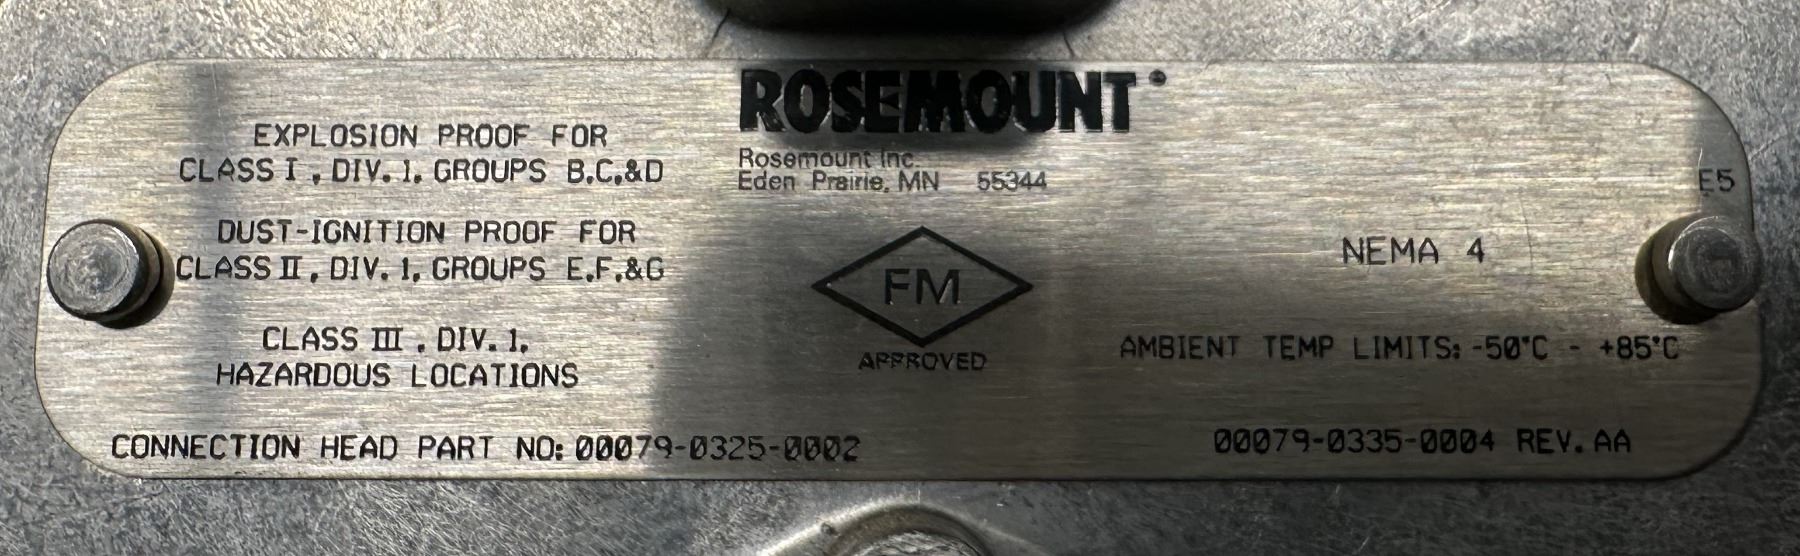 ROSEMOUNT
Rosemount Inc.
Eden Prairie, MN 55344
EXPLOSION PROOF FOR
CLASS I, DIV. 1, GROUPS B,C,&D
DUST-IGNITION PROOF FOR
CLASS II, DIV. 1, GROUPS E,F,&G
CLASS III, DIV. 1,
HAZARDOUS LOCATIONS
CONNECTION HEAD PART NO: 00079-0325-0002
FM
APPROVED
E5
NEMA 4
AMBIENT TEMP LIMITS: -50°C - +85°C
00079-0335-0004 REV. AA